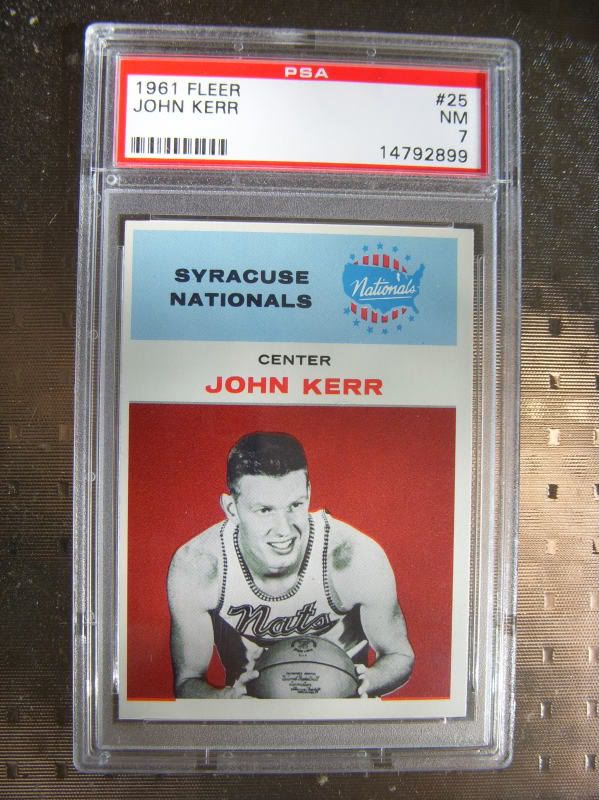 PSA
1961 FLEER #25
JOHN KERR NM
7
14792899
SYRACUSE
NATIONALS
Nationals
CENTER
JOHN KERR
Nats